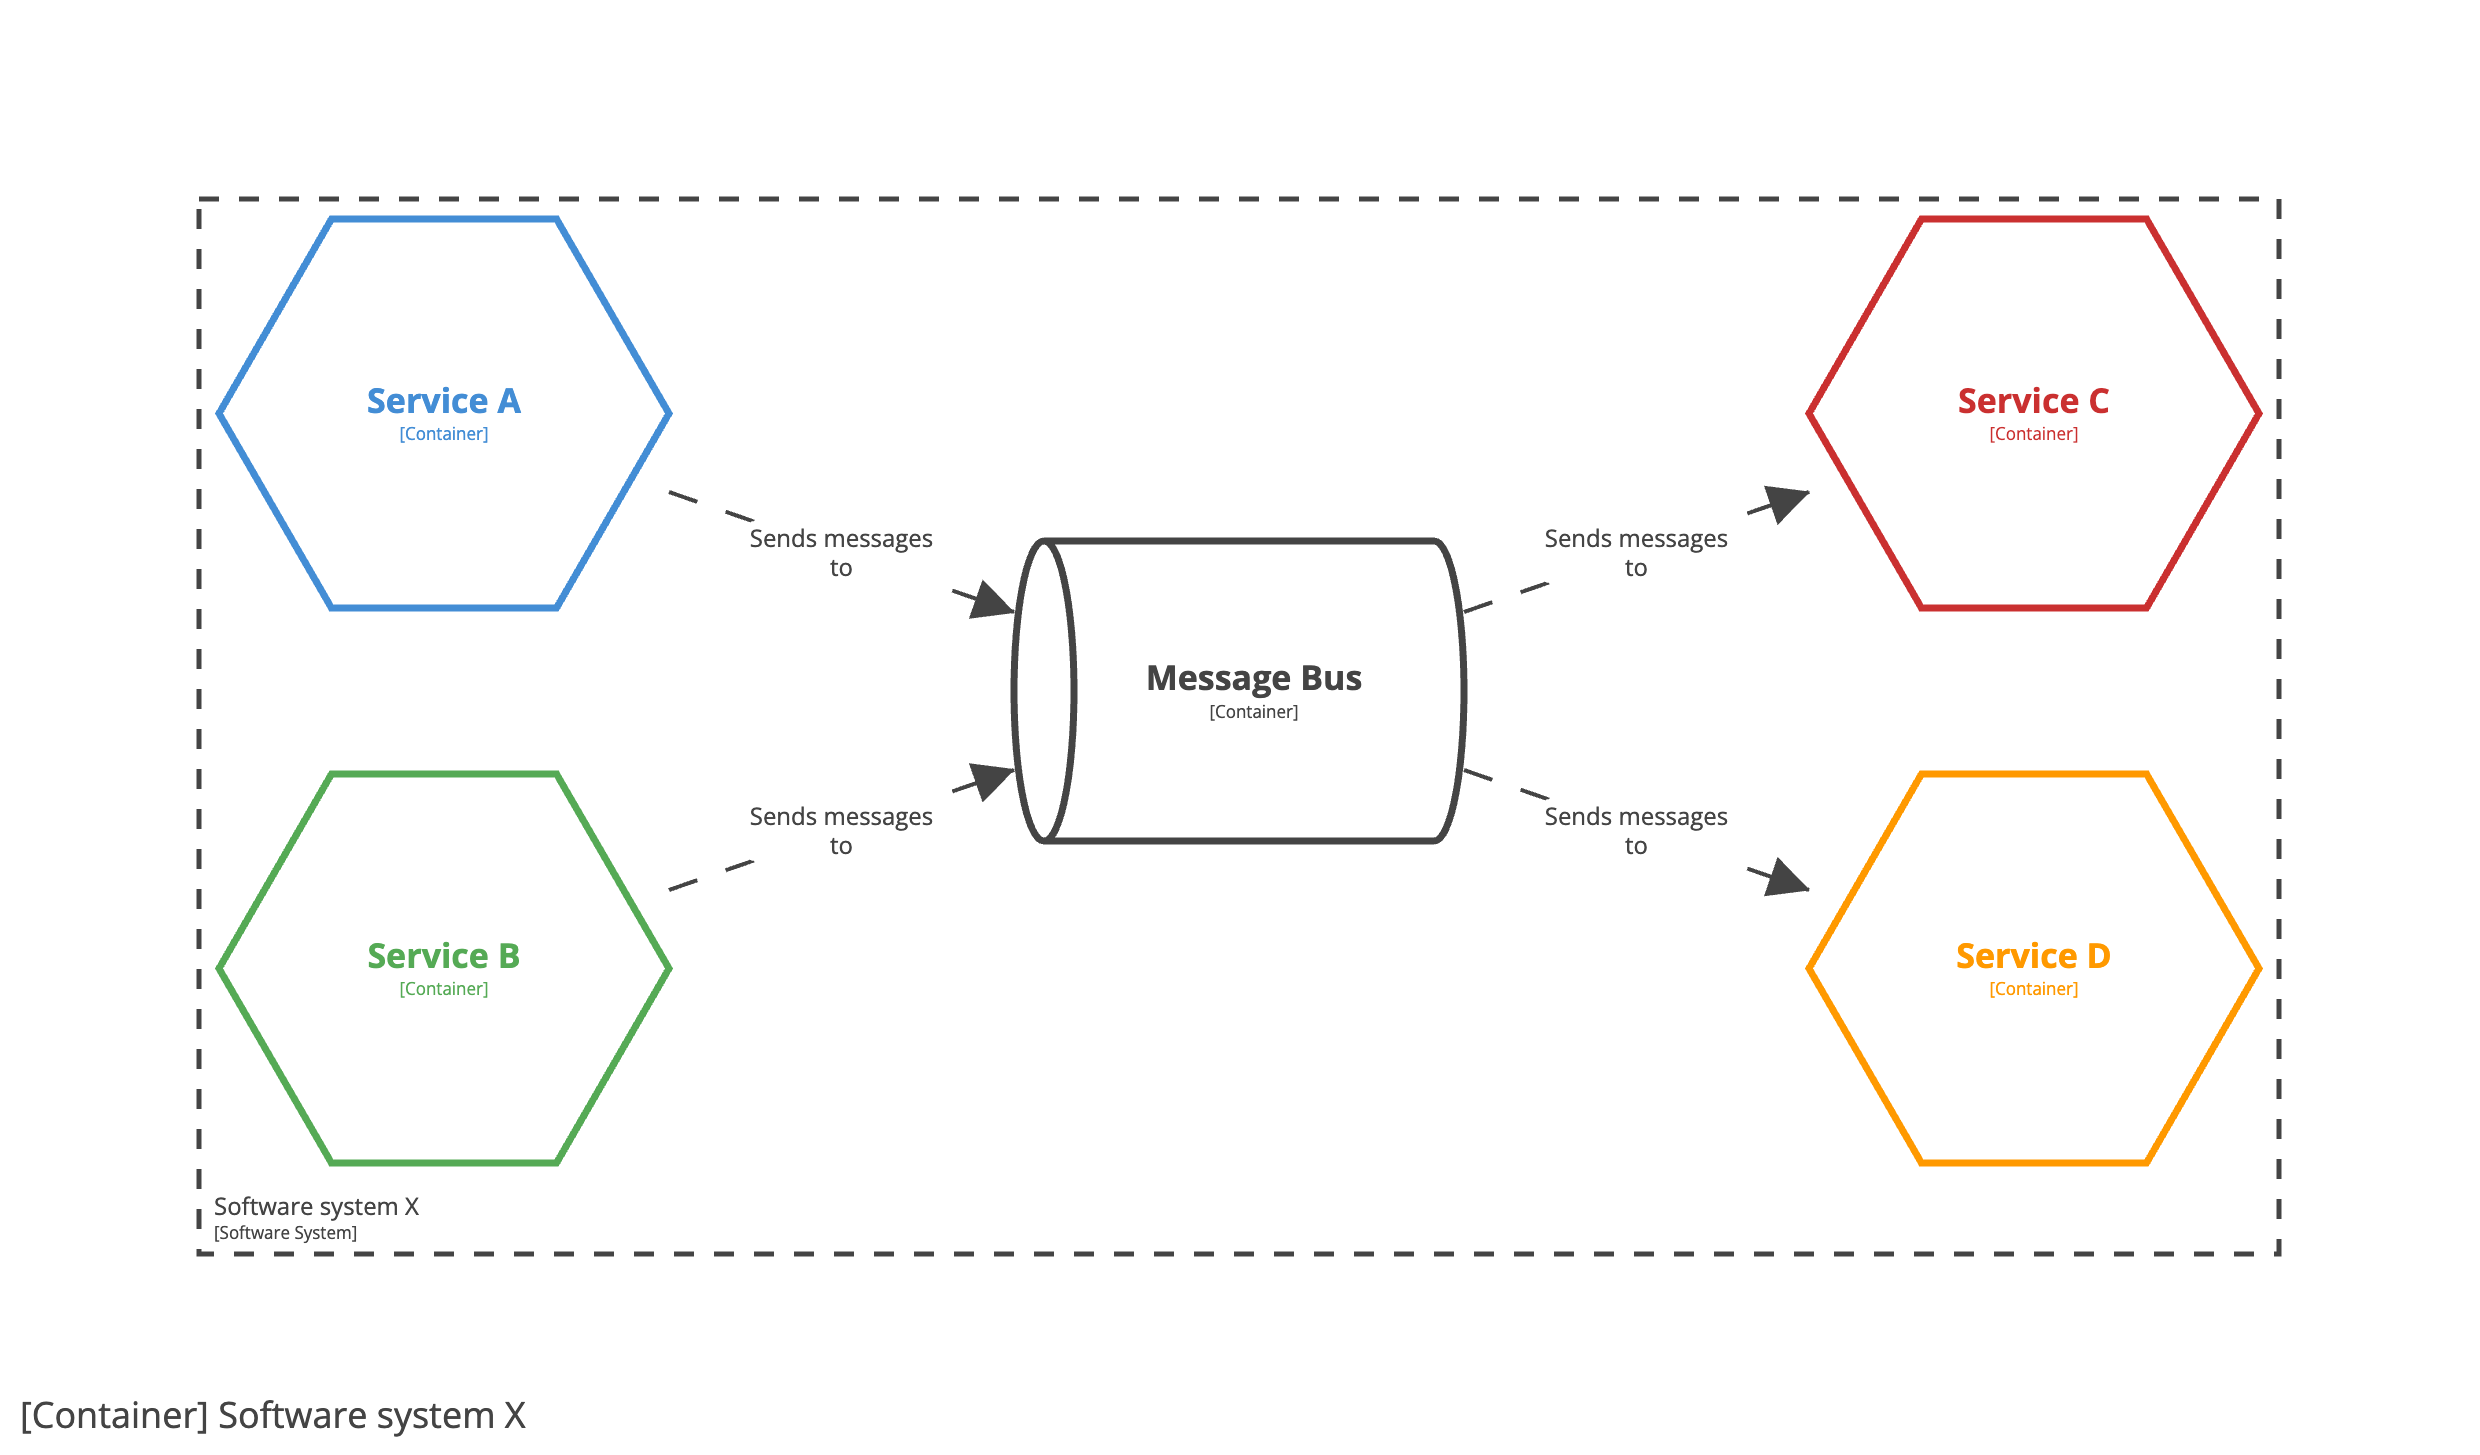 Service A
[Container]
Service C
[Container]
Sends messages
to
Sends messages
to
Message Bus
[Container]
Sends messages
to
Sends messages
to
Service B
[Container]
Service D
[Container]
Software system X
[Software System]
[Container] Software system X